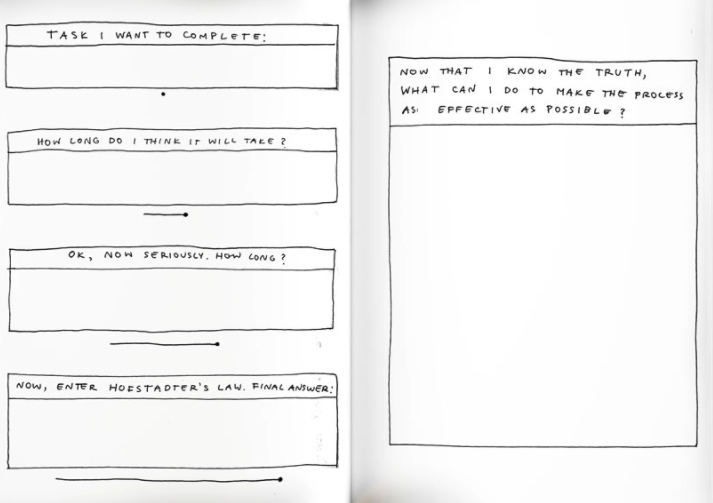 TASK I WANT TO COMPLETE:
HOW LONG DO I THINK IT WILL TAKE?
OK, NOW SERIOUSLY. HOW LONG?
NOW, ENTER HOFSTADTER'S LAW. FINAL ANSWER:
NOW THAT I KNOW THE TRUTH,
WHAT CAN I DO TO MAKE THE PROCESS
AS EFFECTIVE AS POSSIBLE?